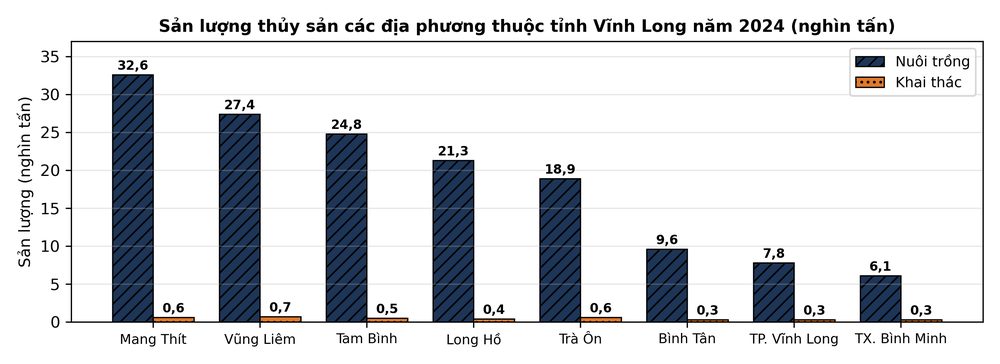 Sản lượng thủy sản các địa phương thuộc tỉnh Vĩnh Long năm 2024 (nghìn tấn)
Sản lượng (nghìn tấn)
35
30
25
20
15
10
5
0
Nuôi trồng
Khai thác
32,6
0,6
27,4
0,7
24,8
0,5
21,3
0,4
18,9
0,6
9,6
0,3
7,8
0,3
6,1
0,3
Mang Thít
Vũng Liêm
Tam Bình
Long Hồ
Trà Ôn
Bình Tân
TP. Vĩnh Long
TX. Bình Minh